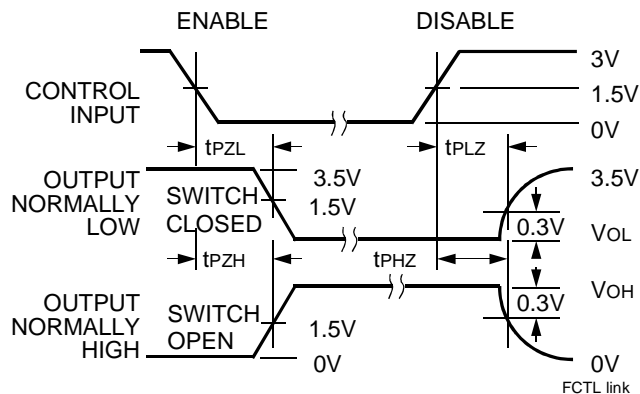 ENABLE DISABLE
3V
CONTROL INPUT 1.5V
0V
tPZL tPLZ
OUTPUT NORMALLY LOW
SWITCH CLOSED
3.5V
1.5V
3.5V
0.3V
VOL
tPZH tPHZ
VOH
0.3V
OUTPUT NORMALLY HIGH
SWITCH OPEN
1.5V
0V
0V
FCTL link